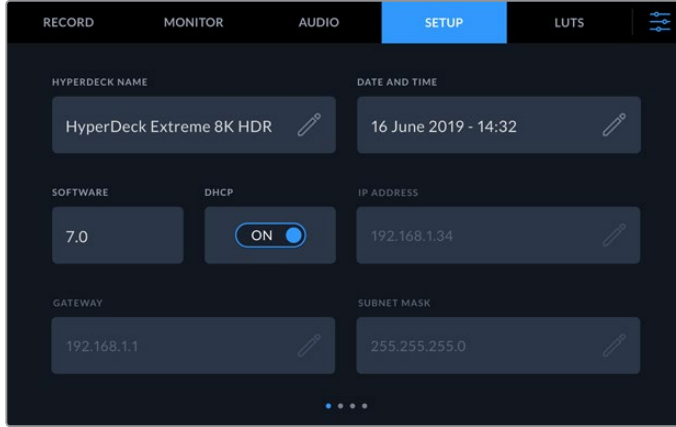 RECORD MONITOR AUDIO SETUP LUTS
HYPERDECK NAME DATE AND TIME
HyperDeck Extreme 8K HDR 16 June 2019 - 14:32
SOFTWARE DHCP IP ADDRESS
7.0 ON 192.168.1.34
GATEWAY SUBNET MASK
192.168.1.1 255.255.255.0